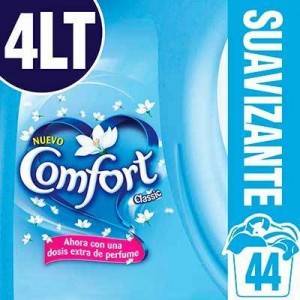 4LT
NUEVO
Comfort
Classic
Ahora con una
dosis extra de perfume
SUAVIZANTE
44